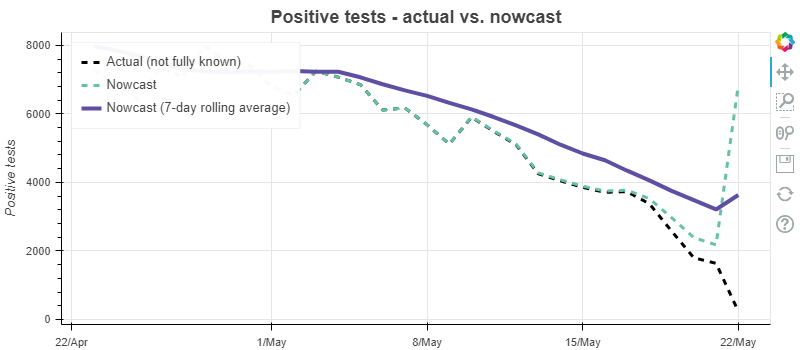 Positive tests - actual vs. nowcast
Actual (not fully known)
Nowcast
Nowcast (7-day rolling average)
Positive tests
8000
6000
4000
2000
0
22/Apr
1/May
8/May
15/May
22/May